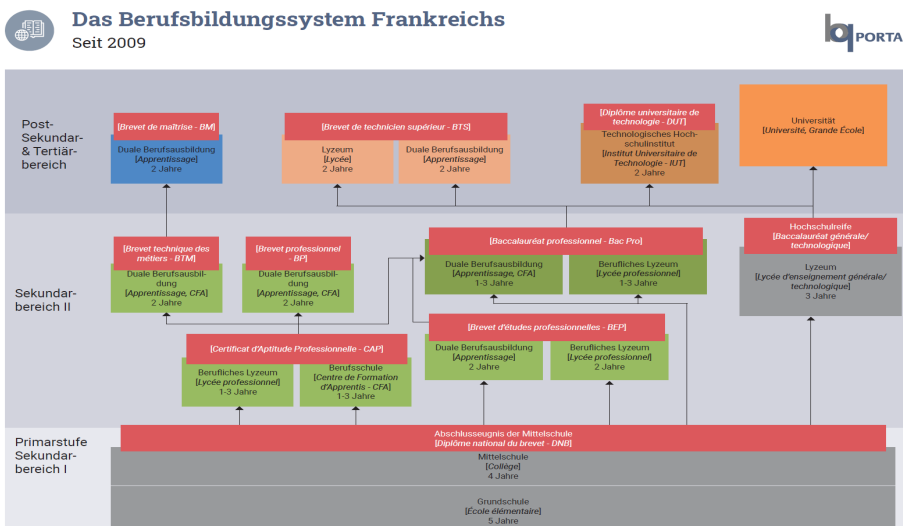 Das Berufsbildungssystem Frankreichs
Seit 2009
bq PORTA
Post-
Sekundar-
& Tertiär-
bereich
[Brevet de maîtrise - BM]
Duale Berufsausbildung
[Apprentissage]
2 Jahre
[Brevet de technicien supérieur - BTS]
Lyzeum
[Lycée]
2 Jahre
Duale Berufsausbildung
[Apprentissage]
2 Jahre
[Diplôme universitaire de
technologie - DUT]
Technologisches Hoch-
schulinstitut
[Institut Universitaire de
Technologie - IUT]
2 Jahre
Universität
[Université, Grande École]
Sekundar-
bereich II
[Brevet technique des
métiers - BTM]
Duale Berufsausbil-
dung
[Apprentissage, CFA]
2 Jahre
[Brevet professionnel
- BP]
Duale Berufsausbil-
dung
[Apprentissage, CFA]
2 Jahre
[Baccalauréat professionnel - Bac Pro]
Duale Berufsausbildung
[Apprentissage, CFA]
1-3 Jahre
Berufliches Lyzeum
[Lycée professionnel]
1-3 Jahre
Hochschulreife
[Baccalauréat générale/
technologique]
Lyzeum
[Lycée d'enseignement générale/
technologique]
3 Jahre
[Certificat d'Aptitude Professionnelle - CAP]
Berufliches Lyzeum
[Lycée professionnel]
1-3 Jahre
Berufsschule
[Centre de Formation
d'Apprentis - CFA]
1-3 Jahre
[Brevet d'études professionnelles - BEP]
Duale Berufsausbildung
[Apprentissage]
2 Jahre
Berufliches Lyzeum
[Lycée professionnel]
2 Jahre
Primarstufe
Sekundar-
bereich I
Abschlusseugnis der Mittelschule
[Diplôme national du brevet - DNB]
Mittelschule
[Collège]
4 Jahre
Grundschule
[École élémentaire]
5 Jahre